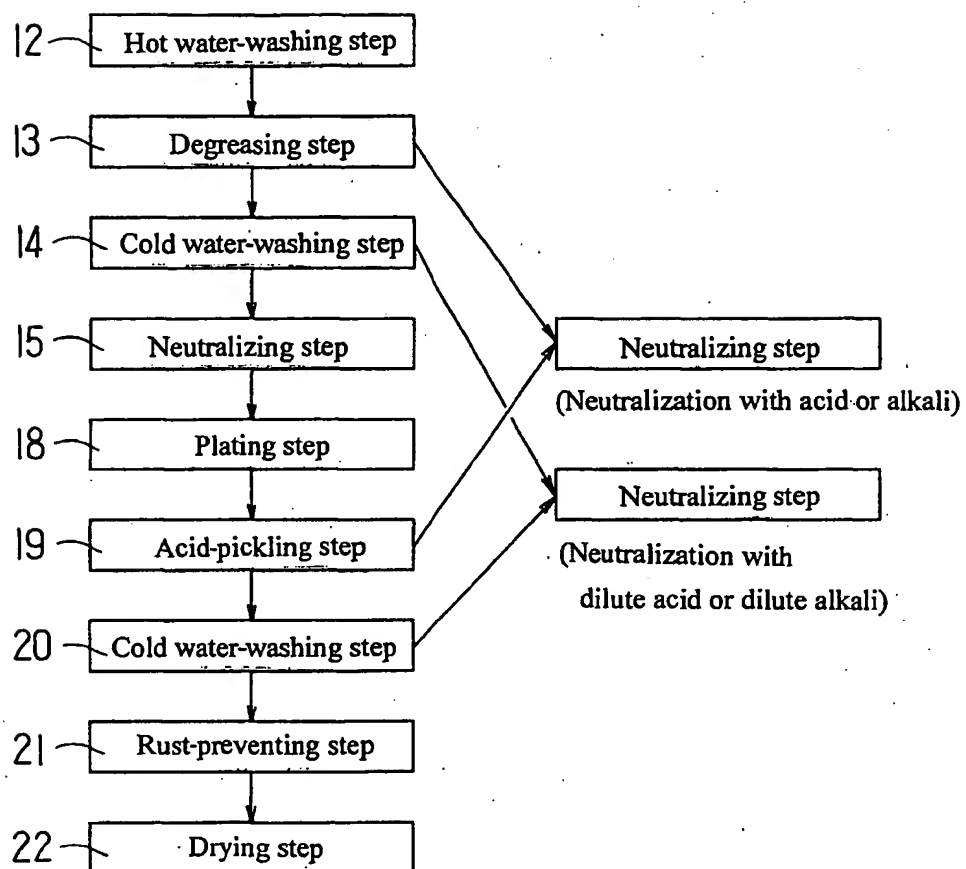 12 Hot water-washing step
13 Degreasing step
14 Cold water-washing step
15 Neutralizing step
18 Plating step
19 Acid-pickling step
20 Cold water-washing step
21 Rust-preventing step
22 Drying step
Neutralizing step
(Neutralization with acid or alkali)
Neutralizing step
(Neutralization with
dilute acid or dilute alkali)